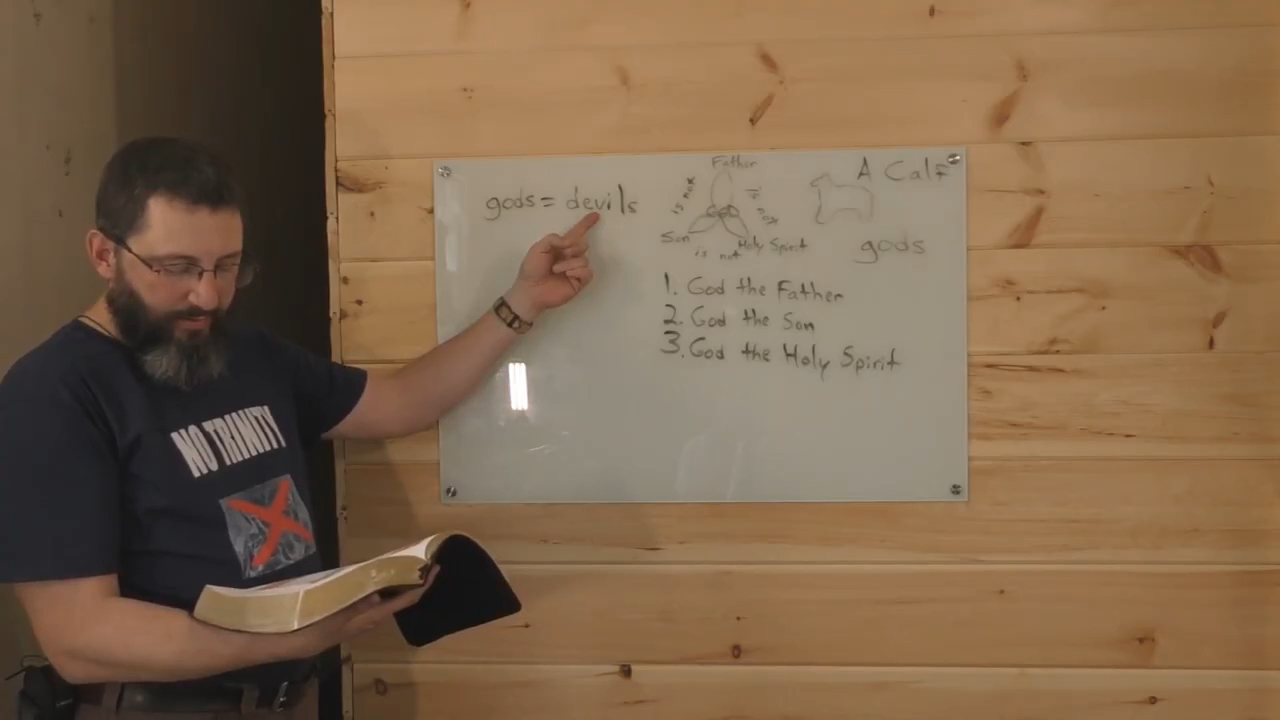 gods = devils
Father
is not
is not
God
Son
is not
Holy Spirit
A Calf
gods
1. God the Father
2. God the Son
3. God the Holy Spirit
NO TRINITY